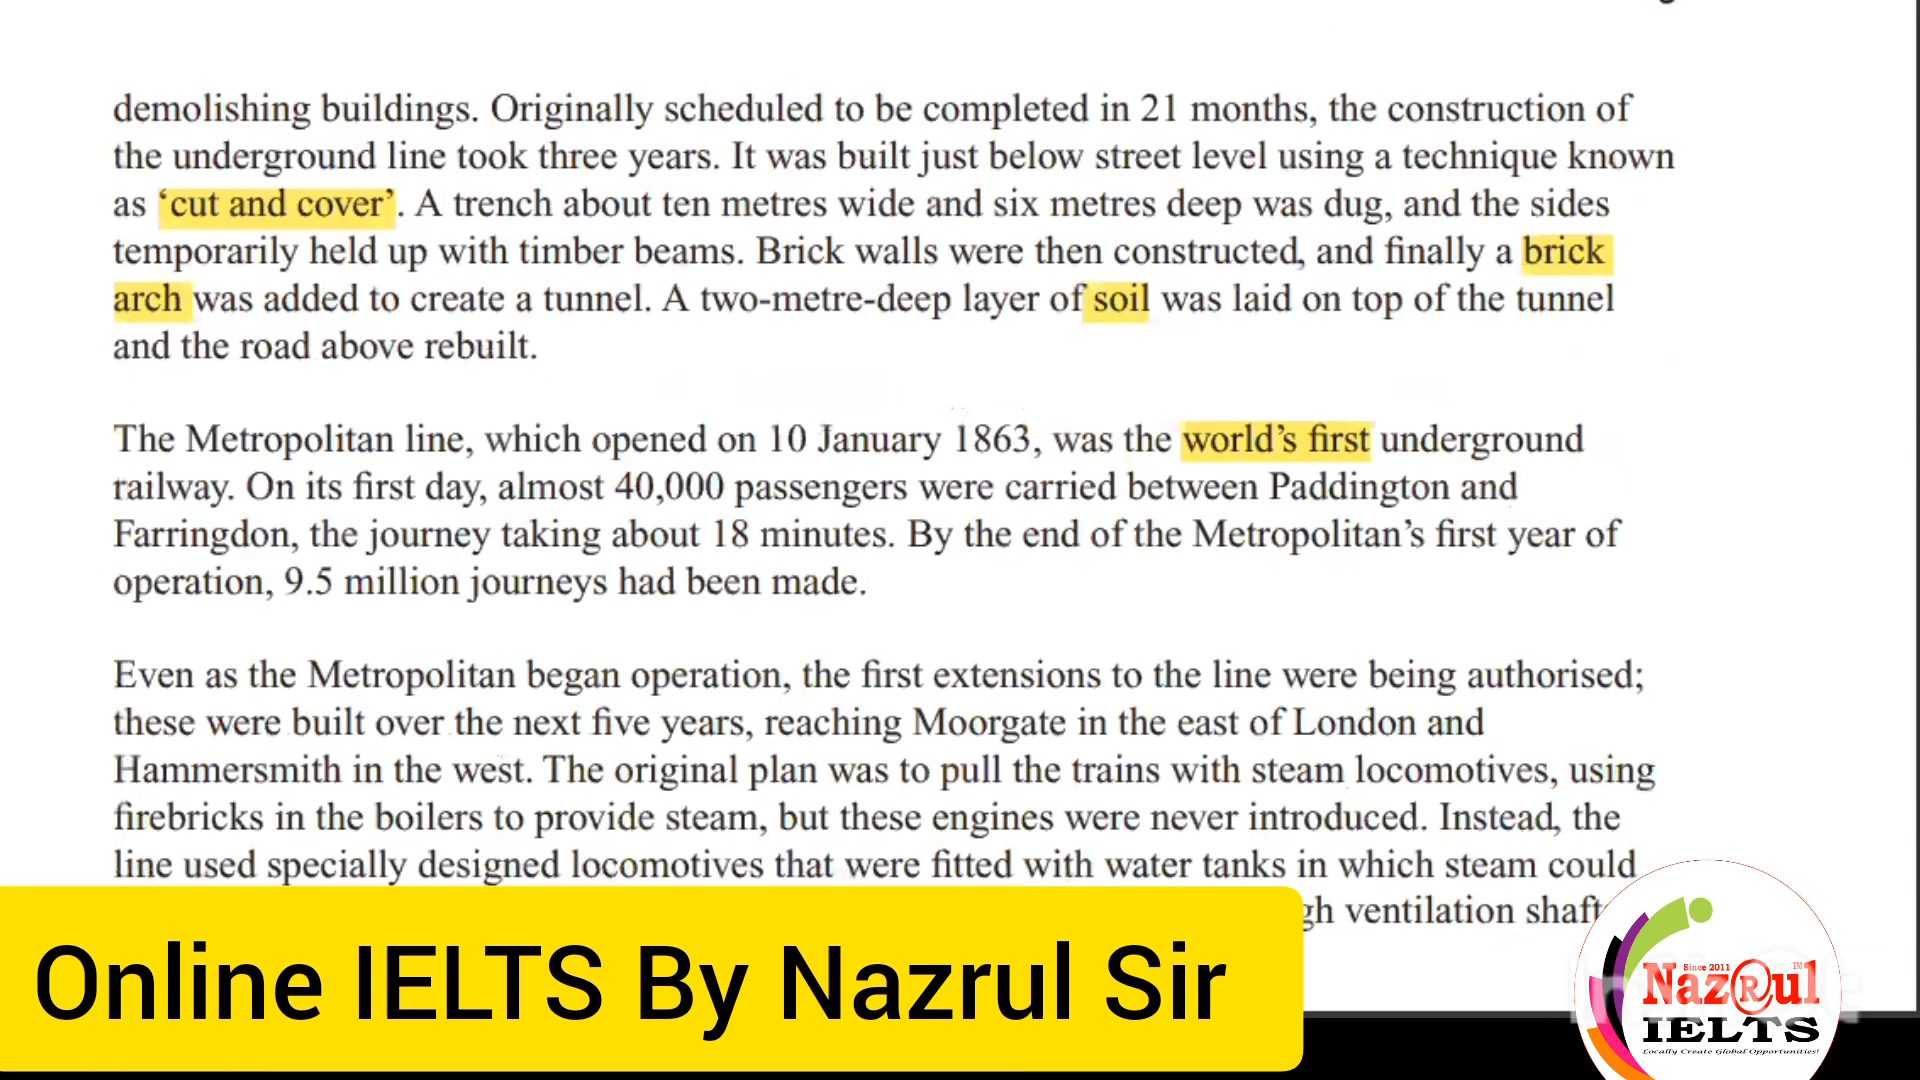 demolishing buildings. Originally scheduled to be completed in 21 months, the construction of
the underground line took three years. It was built just below street level using a technique known
as ‘cut and cover’. A trench about ten metres wide and six metres deep was dug, and the sides
temporarily held up with timber beams. Brick walls were then constructed, and finally a brick
arch was added to create a tunnel. A two-metre-deep layer of soil was laid on top of the tunnel
and the road above rebuilt.
The Metropolitan line, which opened on 10 January 1863, was the world’s first underground
railway. On its first day, almost 40,000 passengers were carried between Paddington and
Farringdon, the journey taking about 18 minutes. By the end of the Metropolitan’s first year of
operation, 9.5 million journeys had been made.
Even as the Metropolitan began operation, the first extensions to the line were being authorised;
these were built over the next five years, reaching Moorgate in the east of London and
Hammersmith in the west. The original plan was to pull the trains with steam locomotives, using
firebricks in the boilers to provide steam, but these engines were never introduced. Instead, the
line used specially designed locomotives that were fitted with water tanks in which steam could
ventilation
Online IELTS By Nazrul Sir
Since 2011
NazRul TM
IELTS
Locally Create Global Opportunities!